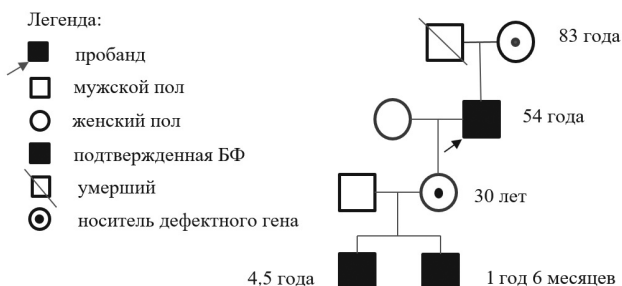 Легенда:
пробанд
мужской пол
женский пол
подтвержденная БФ
умерший
носитель дефектного гена
83 года
54 года
30 лет
4,5 года
1 год 6 месяцев